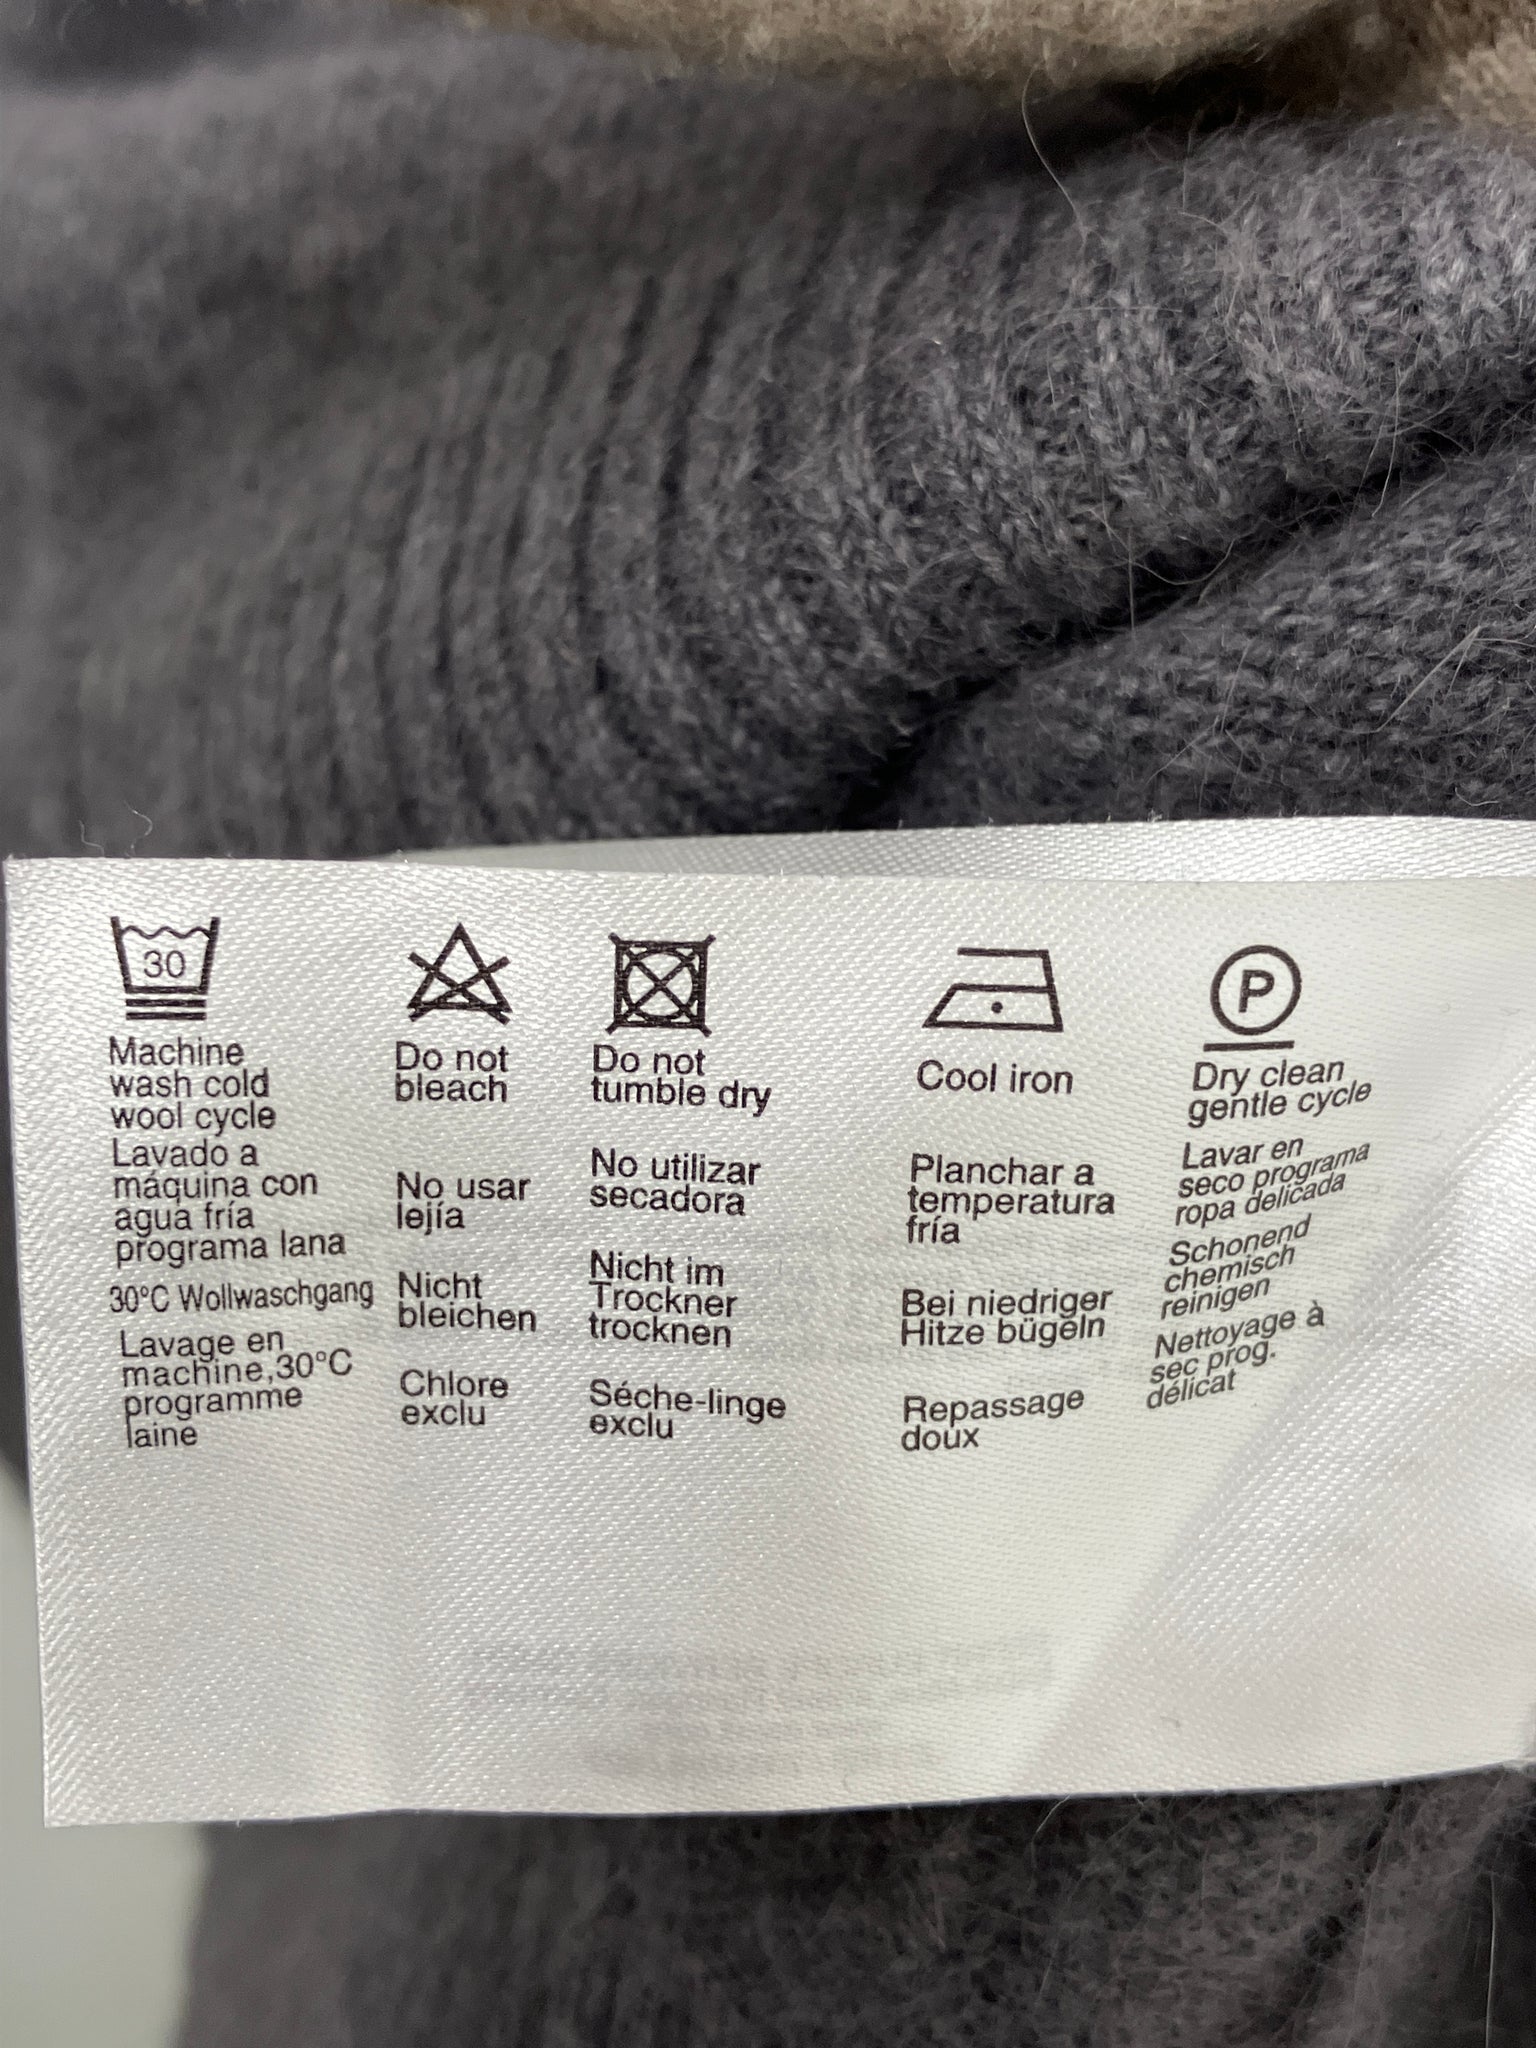 30
Machine
wash cold
wool cycle
Lavado a
máquina con
agua fría
programa lana
30°C Wollwaschgang
Lavage en
machine,30°C
programme
laine
Do not
bleach
No usar
lejía
Nicht
bleichen
Chlore
exclu
Do not
tumble dry
No utilizar
secadora
Nicht im
Trockner
trocknen
Séche-linge
exclu
Cool iron
Planchar a
temperatura
fría
Bei niedriger
Hitze bügeln
Repassage
doux
P
Dry clean
gentle cycle
Lavar en
seco programa
ropa delicada
Schonend
chemisch
reinigen
Nettoyage à
sec prog.
délicat